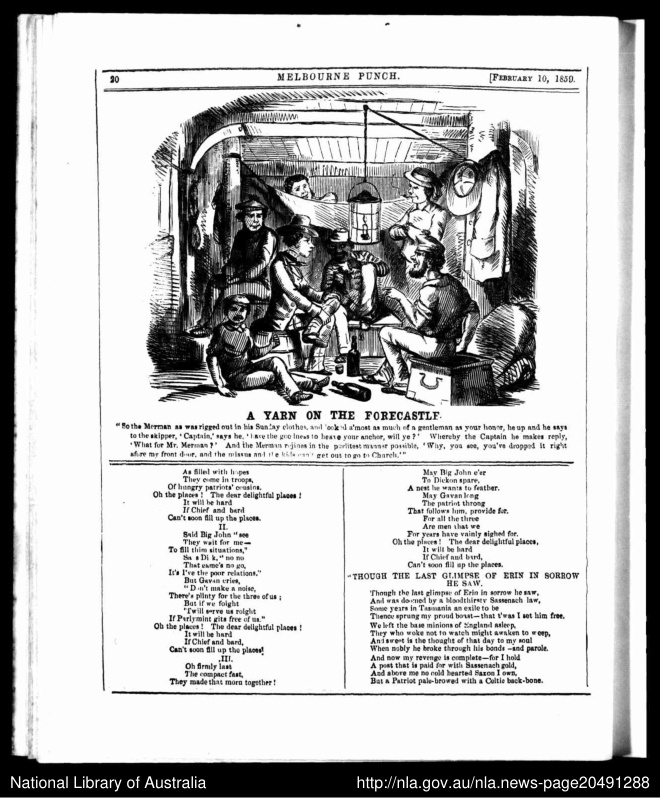 20
MELBOURNE PUNCH.
[FEBRUARY 10, 1859.
A YARN ON THE FORECASTLE.
"So the Merman as was rigged out in his Sunday clothes, and looked a'most as much of a gentleman as your honor, he up and he says
to the skipper, 'Captain,' says he, 'have the goodness to heave your anchor, will ye?' Whereby the Captain he makes reply,
'What for Mr. Merman?' And the Merman rejines in the purlitest manner possible, 'Why, you see, you've dropped it right
afore my front door, and the missus and the kids can't get out to go to Church.'"
As filled with hopes
They come in troops,
Of hungry patriots' cousins.
Oh the places! The dear delightful places!
It will be hard
If Chief and bard
Can't soon fill up the places.
II.
Said Big John "see
They wait for me—
To fill thim situations,"
Sa s Di k, " no no
That game's no go,
It's I've the poor relations."
But Gavan cries,
"Don't make a noise,
There's plinty for the three of us;
But if we foight
'Twill serve us roight
If Purlymint gits free of us."
Oh the places! The dear delightful places!
It will be hard
If Chief and bard,
Can't soon fill up the places!
III.
Oh firmly last
The compact fast,
They made that morn together!
May Big John e'er
To Dickon spare,
A nest he wants to feather.
May Gavan long
The patriot throng
That follows him, provide for.
For all the three
Are men that we
For years have vainly sighed for.
Oh the places! The dear delightful places,
It will be hard
If Chief and bard,
Can't soon fill up the places.
"THOUGH THE LAST GLIMPSE OF ERIN IN SORROW
HE SAW.
Though the last glimpse of Erin in sorrow he saw,
And was doomed by a bloodthirsty Sassenach law,
Some years in Tasmania an exile to be
Thence sprung my proud boast—that t'was I set him free.
We left the base minions of England asleep,
They who woke not to watch might awaken to weep,
And sweet is the thought of that day to my soul
When nobly he broke through his bonds—and parole.
And now my revenge is complete—for I hold
A post that is paid for with Sassenach gold,
And above me no cold hearted Saxon I own,
But a Patriot pale-browed with a Celtic back-bone.
National Library of Australia
http://nla.gov.au/nla.news-page20491288